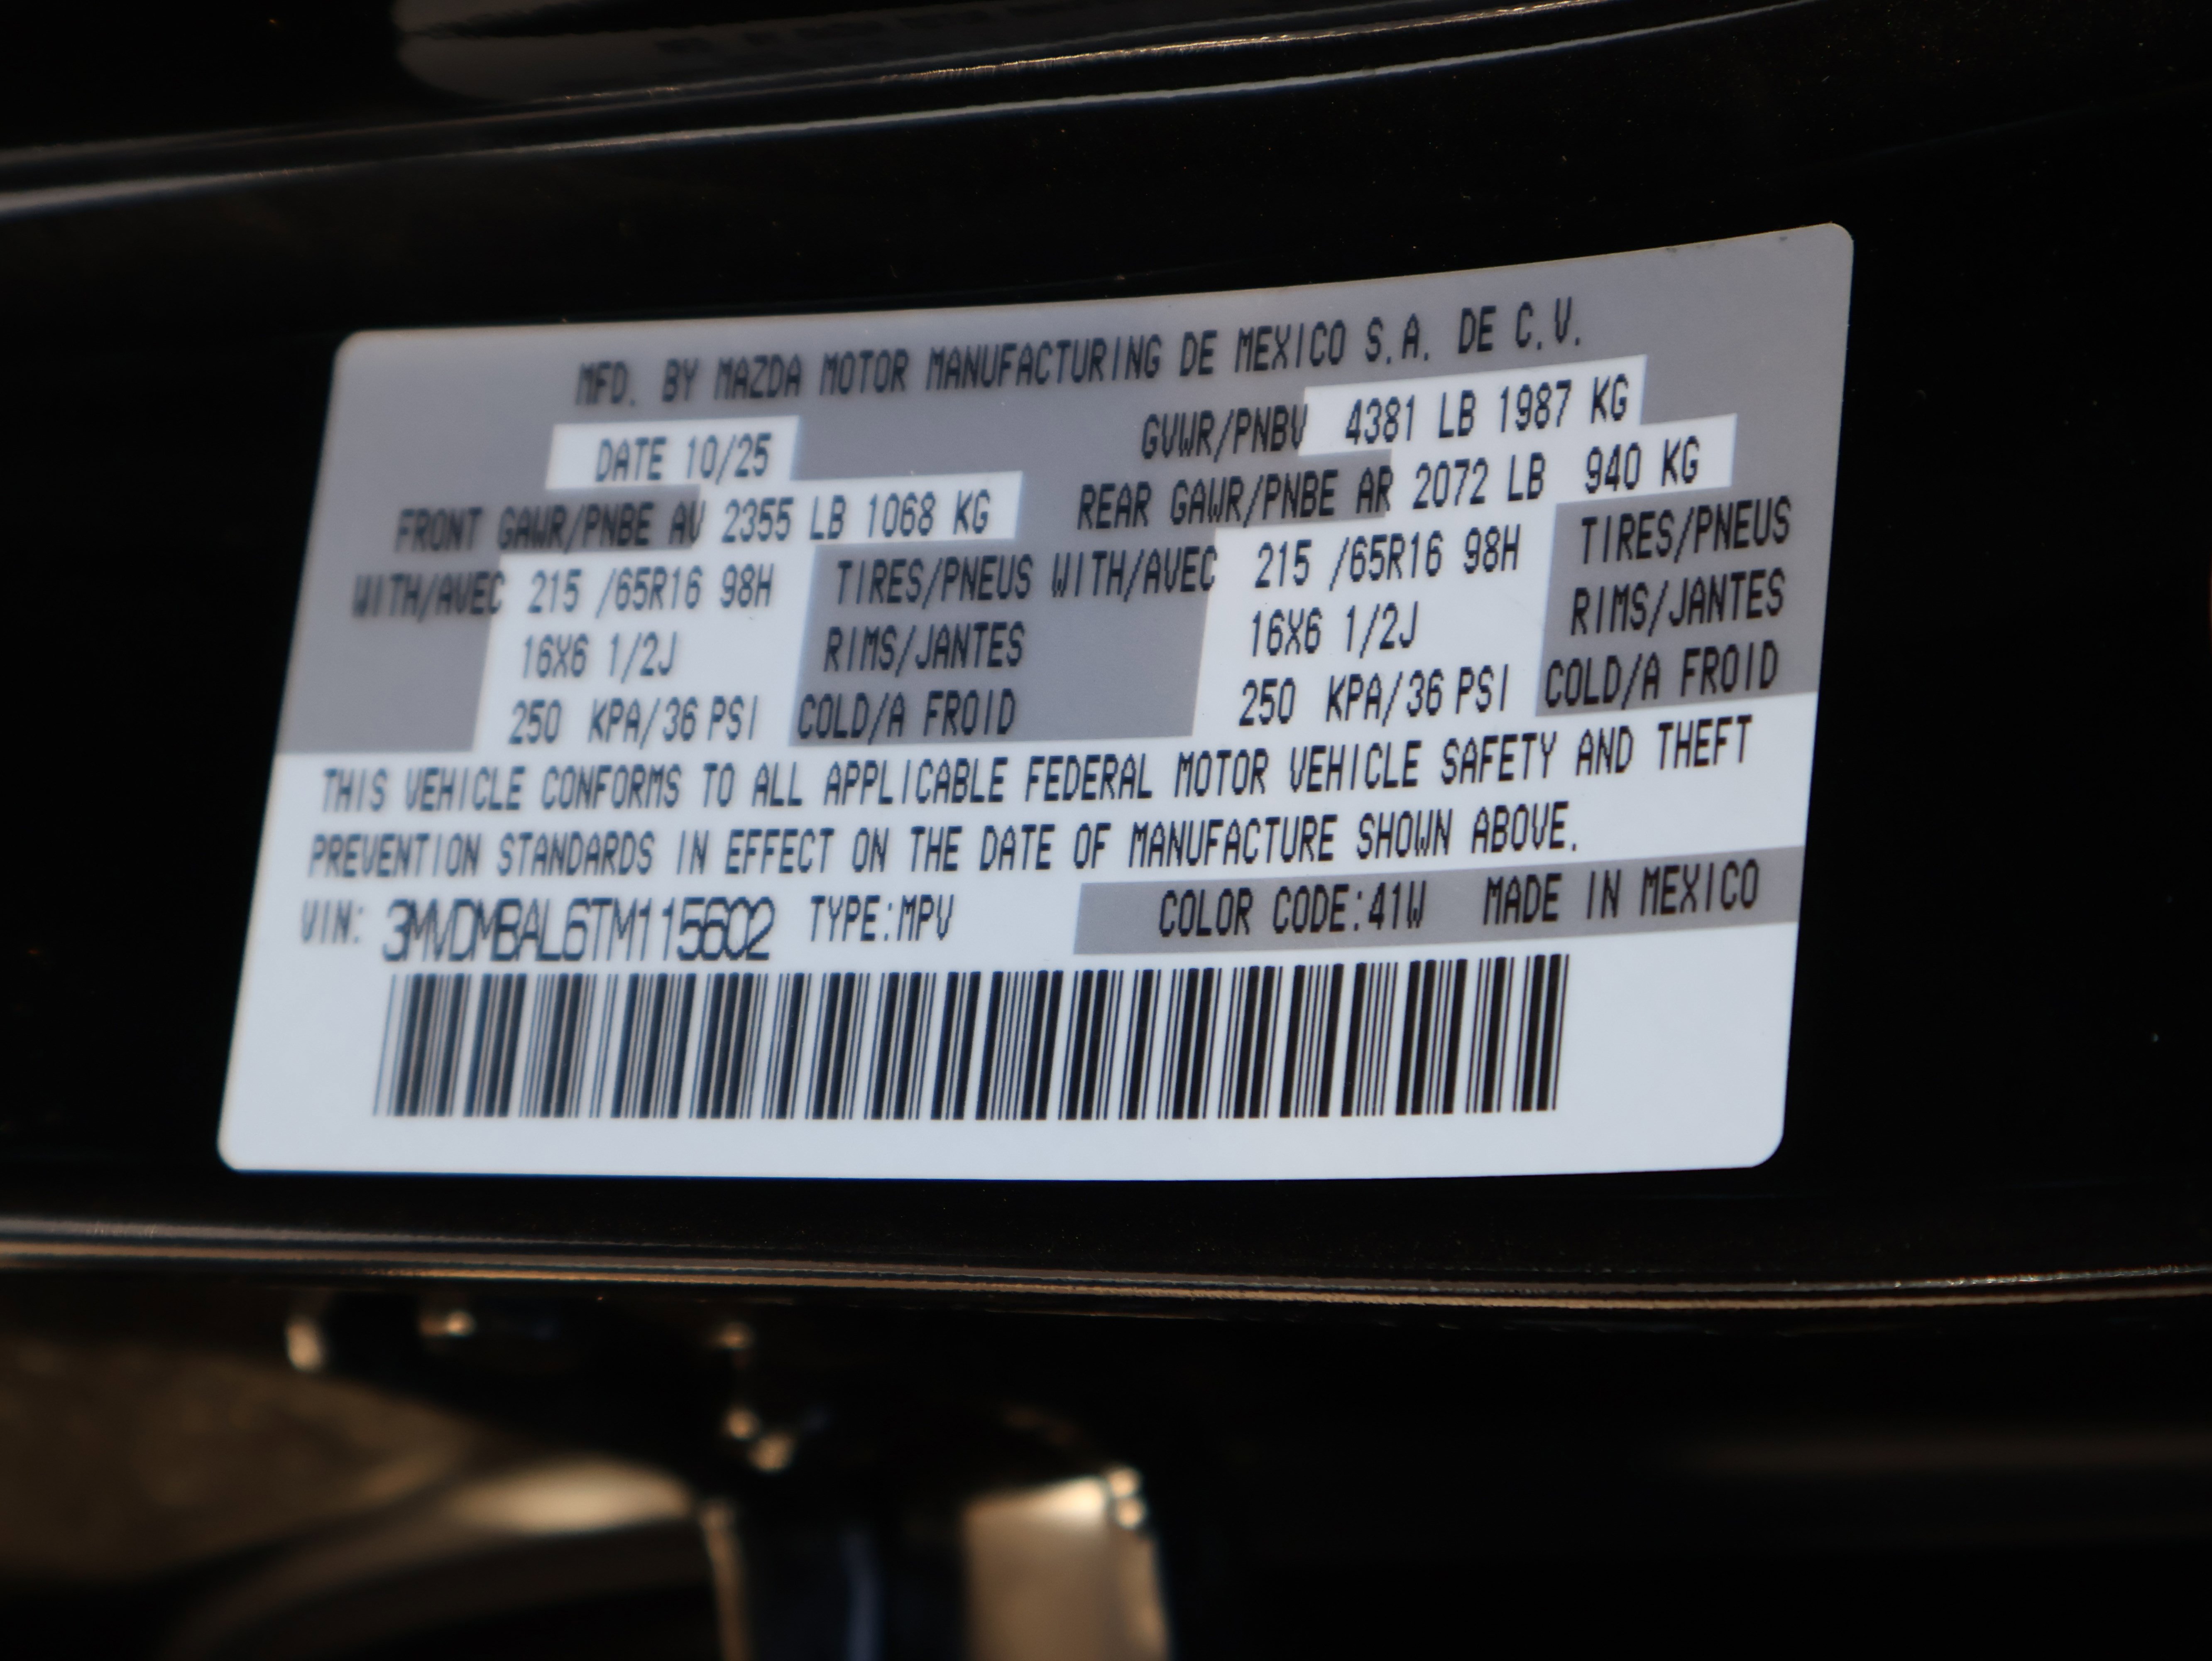 MFD. BY MAZDA MOTOR MANUFACTURING DE MEXICO S.A. DE C.V.
DATE 10/25 GVWR/PNBV 4381 LB 1987 KG
FRONT GAWR/PNBE AV 2355 LB 1068 KG REAR GAWR/PNBE AR 2072 LB 940 KG
WITH/AVEC 215 /65R16 98H TIRES/PNEUS WITH/AVEC 215 /65R16 98H TIRES/PNEUS
16X6 1/2J RIMS/JANTES 16X6 1/2J RIMS/JANTES
250 KPA/36 PSI COLD/A FROID 250 KPA/36 PSI COLD/A FROID
THIS VEHICLE CONFORMS TO ALL APPLICABLE FEDERAL MOTOR VEHICLE SAFETY AND THEFT
PREVENTION STANDARDS IN EFFECT ON THE DATE OF MANUFACTURE SHOWN ABOVE.
VIN: 3MVDMBAL6TM115602 TYPE:MPV COLOR CODE:41W MADE IN MEXICO